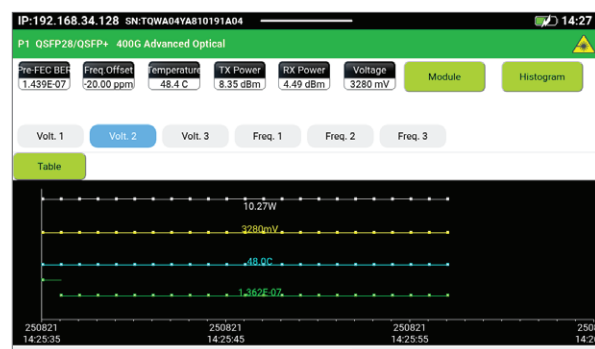 IP:192.168.34.128 SN:TQWA04YA810191A04 14:27
P1 QSFP28/QSFP+ 400G Advanced Optical
Pre-FEC BER Freq.Offset Temperature TX Power RX Power Voltage Module Histogram
1.439E-07 -20.00 ppm 48.4 C 8.35 dBm 4.49 dBm 3280 mV
Volt. 1 Volt. 2 Volt. 3 Freq. 1 Freq. 2 Freq. 3
Table
10.27W
3280mV
48.0C
1.362E-07
250821 250821 250821 250
14:25:35 14:25:45 14:25:55 14:2